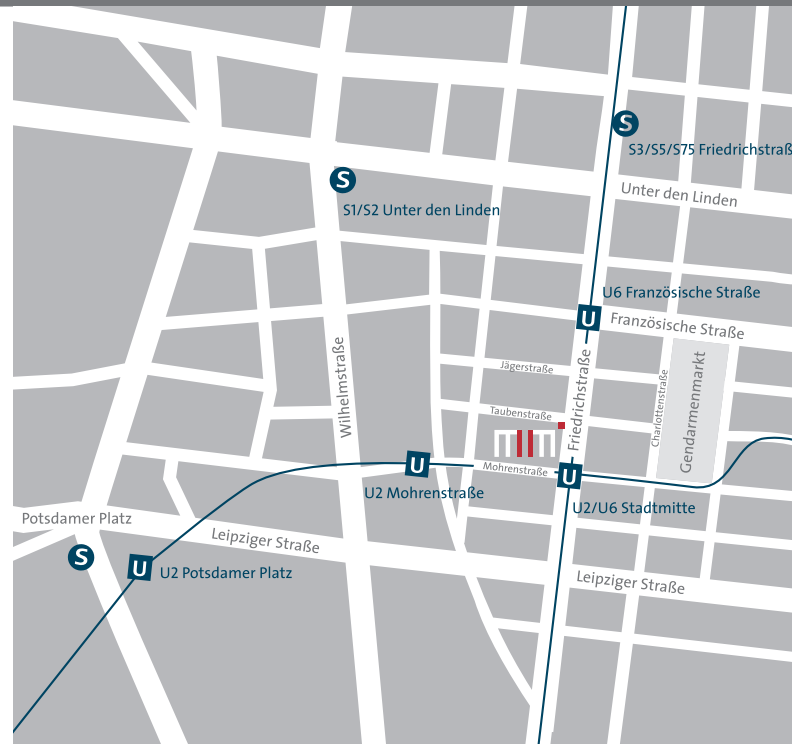 S
S3/S5/S75 Friedrichstraß
S
Unter den Linden
S1/S2 Unter den Linden
U6 Französische Straße
U
Französische Straße
Wilhelmstraße
Friedrichstraße
Jägerstraße
Charlottenstraße
Gendarmenmarkt
Taubenstraße
U
Mohrenstraße
U
U2 Mohrenstraße
U2/U6 Stadtmitte
Potsdamer Platz
Leipziger Straße
S
U
U2 Potsdamer Platz
Leipziger Straße